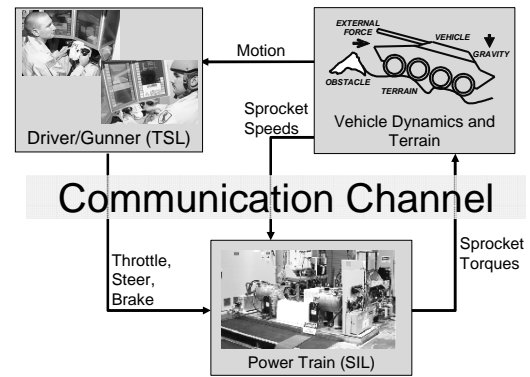 EXTERNAL
FORCE
VEHICLE
GRAVITY
OBSTACLE
TERRAIN
Motion
Driver/Gunner (TSL)
Sprocket
Speeds
Vehicle Dynamics and
Terrain
Communication Channel
Throttle,
Steer,
Brake
Sprocket
Torques
Power Train (SIL)